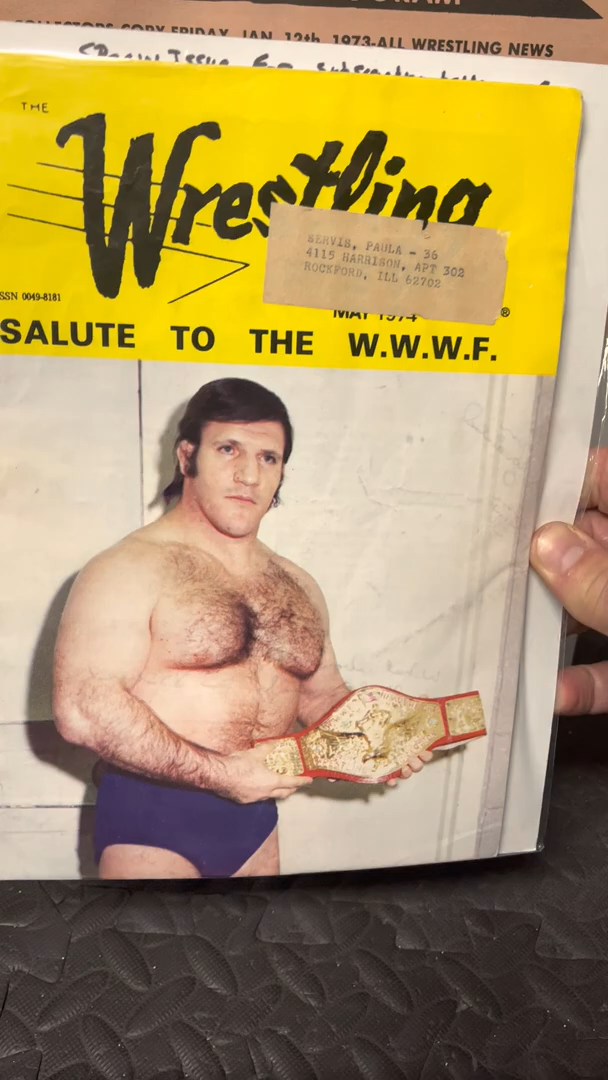 COLLECTORS COPY FRIDAY, JAN. 12th, 1973-ALL WRESTLING NEWS
THE
Wrestling
SERVIS, PAULA - 36
4115 HARRISON, APT 302
ROCKFORD, ILL 62702
SSN 0049-8181
MAY 1974
®
SALUTE TO THE W.W.W.F.